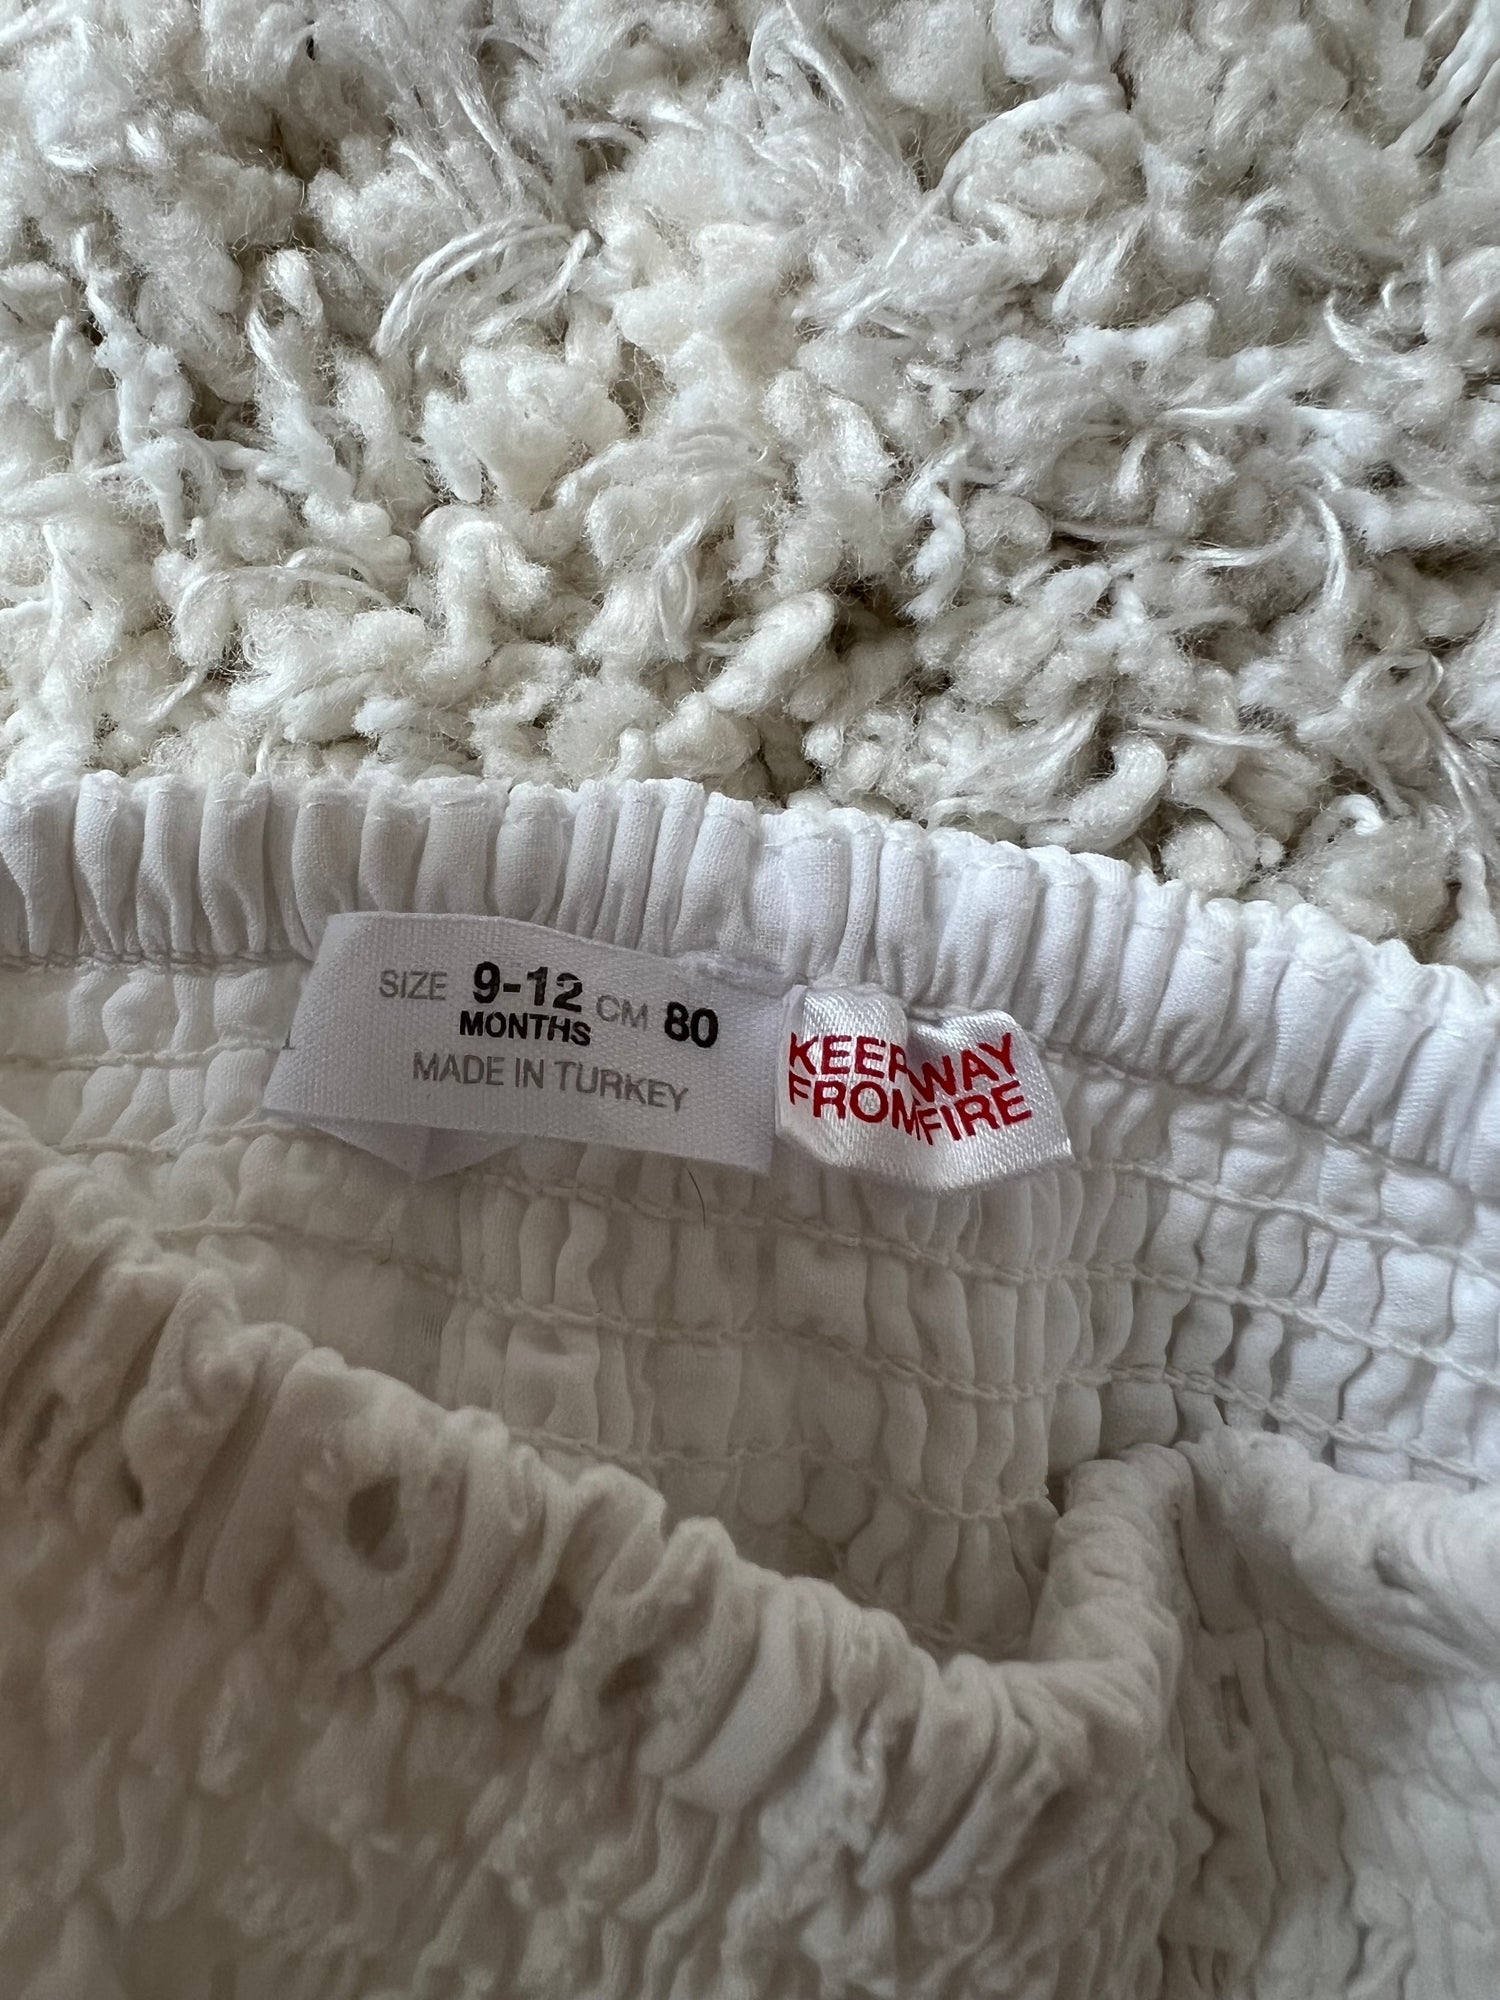 SIZE 9-12 CM 80
MONTHS
MADE IN TURKEY
KEEP AWAY
FROM FIRE